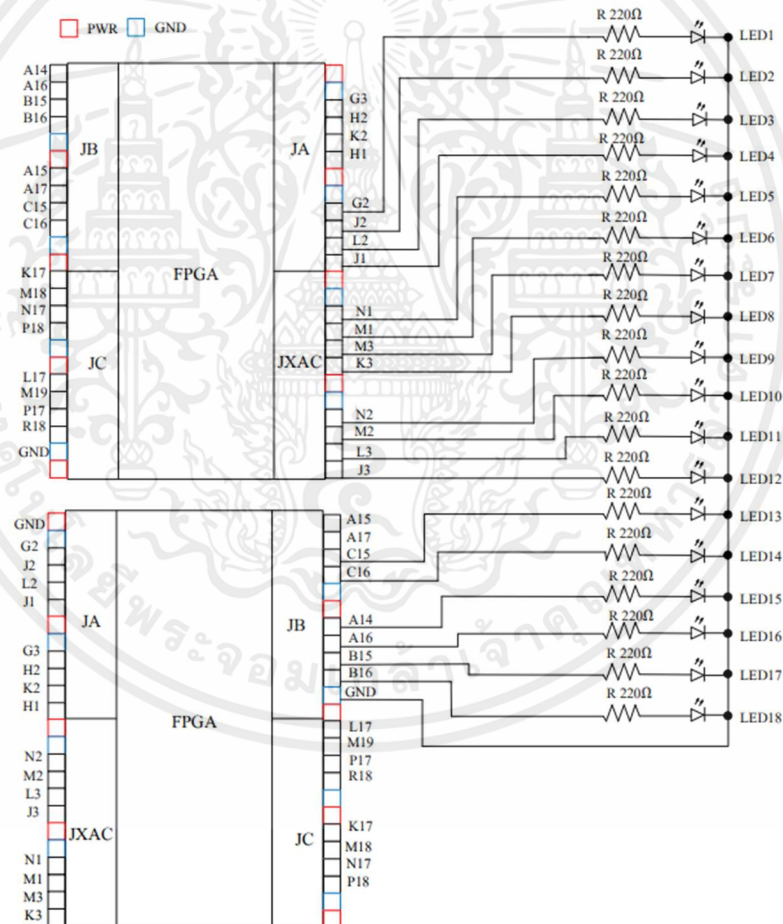 PWR GND
A14
A16
B15
B16
A15
A17
C15
C16
K17
M18
N17
P18
L17
M19
P17
R18
GND
JB
JC
FPGA
JA
JXAC
G3
H2
K2
H1
G2
J2
L2
J1
N1
M1
M3
K3
N2
M2
L3
J3
R 220Ω LED1
R 220Ω LED2
R 220Ω LED3
R 220Ω LED4
R 220Ω LED5
R 220Ω LED6
R 220Ω LED7
R 220Ω LED8
R 220Ω LED9
R 220Ω LED10
R 220Ω LED11
R 220Ω LED12
R 220Ω LED13
R 220Ω LED14
R 220Ω LED15
R 220Ω LED16
R 220Ω LED17
R 220Ω LED18
GND
G2
J2
L2
J1
G3
H2
K2
H1
N2
M2
L3
J3
N1
M1
M3
K3
JA
JXAC
FPGA
JB
JC
A15
A17
C15
C16
A14
A16
B15
B16
GND
L17
M19
P17
R18
K17
M18
N17
P18